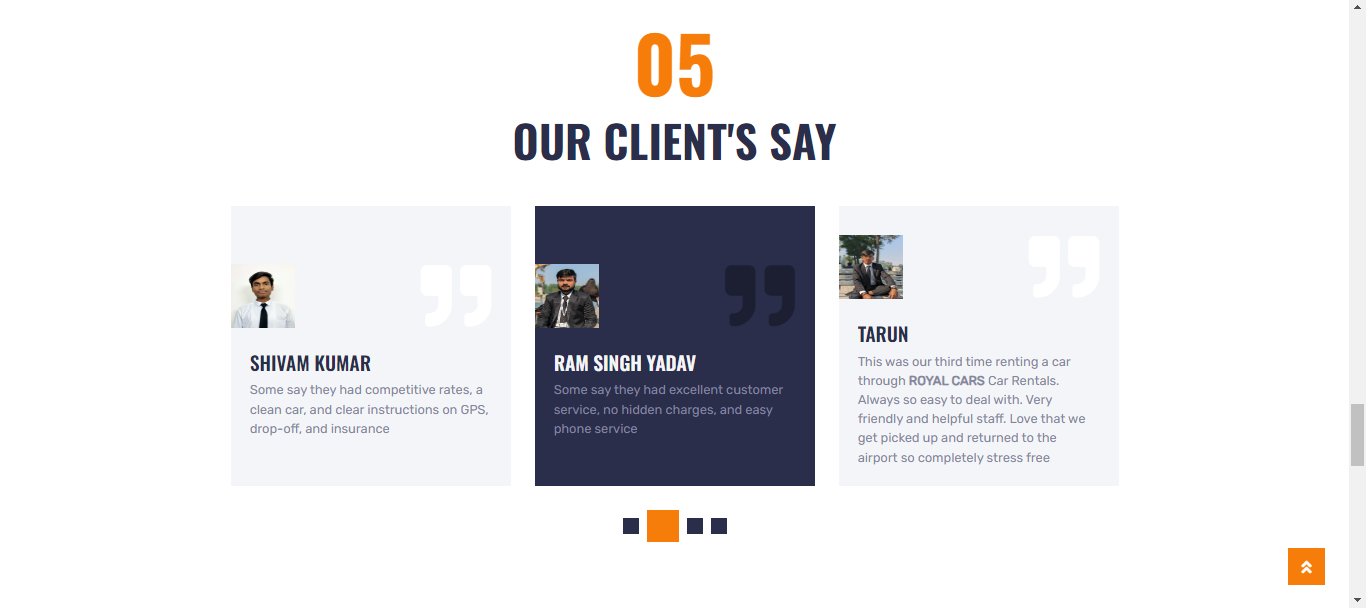 05
OUR CLIENT'S SAY
SHIVAM KUMAR
Some say they had competitive rates, a
clean car, and clear instructions on GPS,
drop-off, and insurance
RAM SINGH YADAV
Some say they had excellent customer
service, no hidden charges, and easy
phone service
TARUN
This was our third time renting a car
through ROYAL CARS Car Rentals.
Always so easy to deal with. Very
friendly and helpful staff. Love that we
get picked up and returned to the
airport so completely stress free